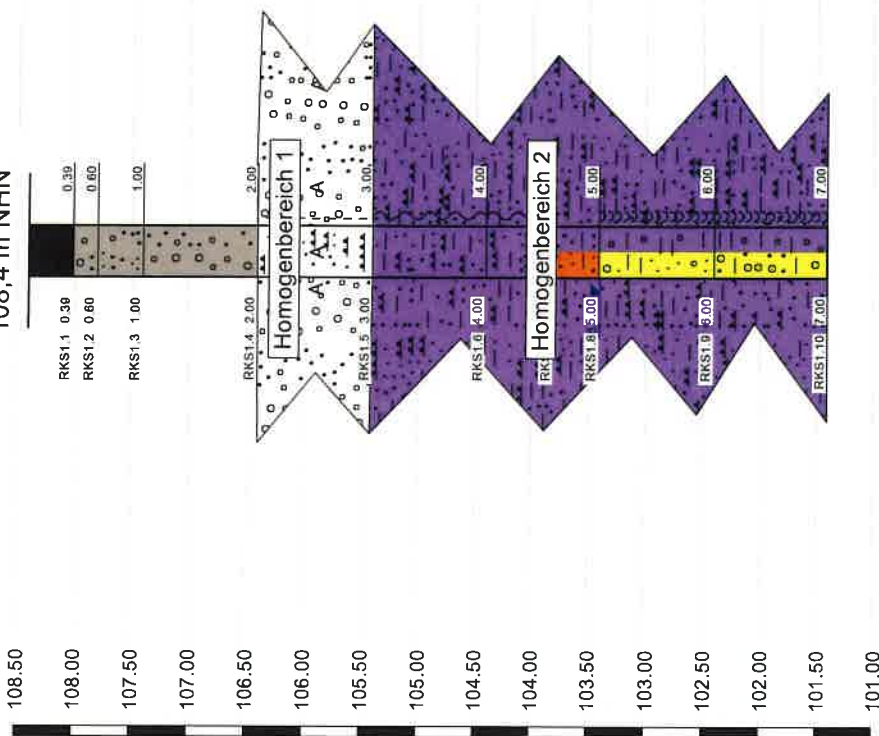 108,4 m NHN
108.50
108.00
107.50
107.00
106.50
106.00
105.50
105.00
104.50
104.00
103.50
103.00
102.50
102.00
101.50
101.00
RKS1.1 0.39 0.39
RKS1.2 0.60 0.60
RKS1.3 1.00 1.00
RKS1.4 2.00 2.00
Homogenbereich 1
A A A A
RKS1.5 3.00 3.00
RKS1.6 4.00 4.00
Homogenbereich 2
RKS1.8 5.00 5.00
RKS1.9 6.00 6.00
RKS1.10 7.00 7.00